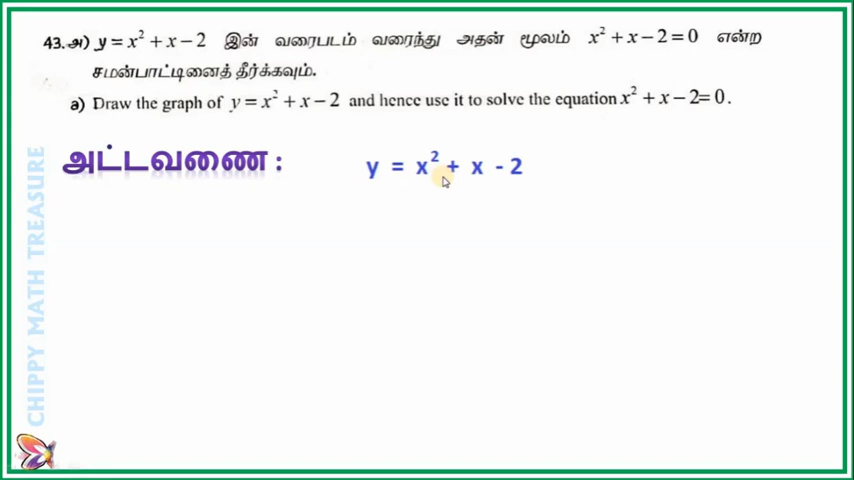 43. அ) y = x² + x − 2 இன் வரைபடம் வரைந்து அதன் மூலம் x² + x − 2 = 0 என்ற
சமன்பாட்டினைத் தீர்க்கவும்.
a) Draw the graph of y = x² + x − 2 and hence use it to solve the equation x² + x − 2= 0.
அட்டவணை : y = x² + x - 2
CHIPPY MATH TREASURE